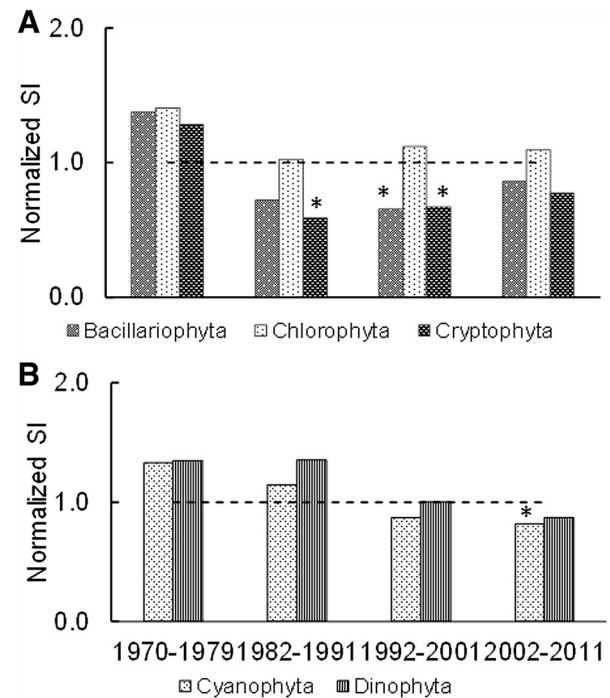 A
2.0
Normalized SI
1.0
* * *
0.0
Bacillariophyta Chlorophyta Cryptophyta
B
2.0
Normalized SI
1.0
*
0.0
1970-1979 1982-1991 1992-2001 2002-2011
Cyanophyta Dinophyta